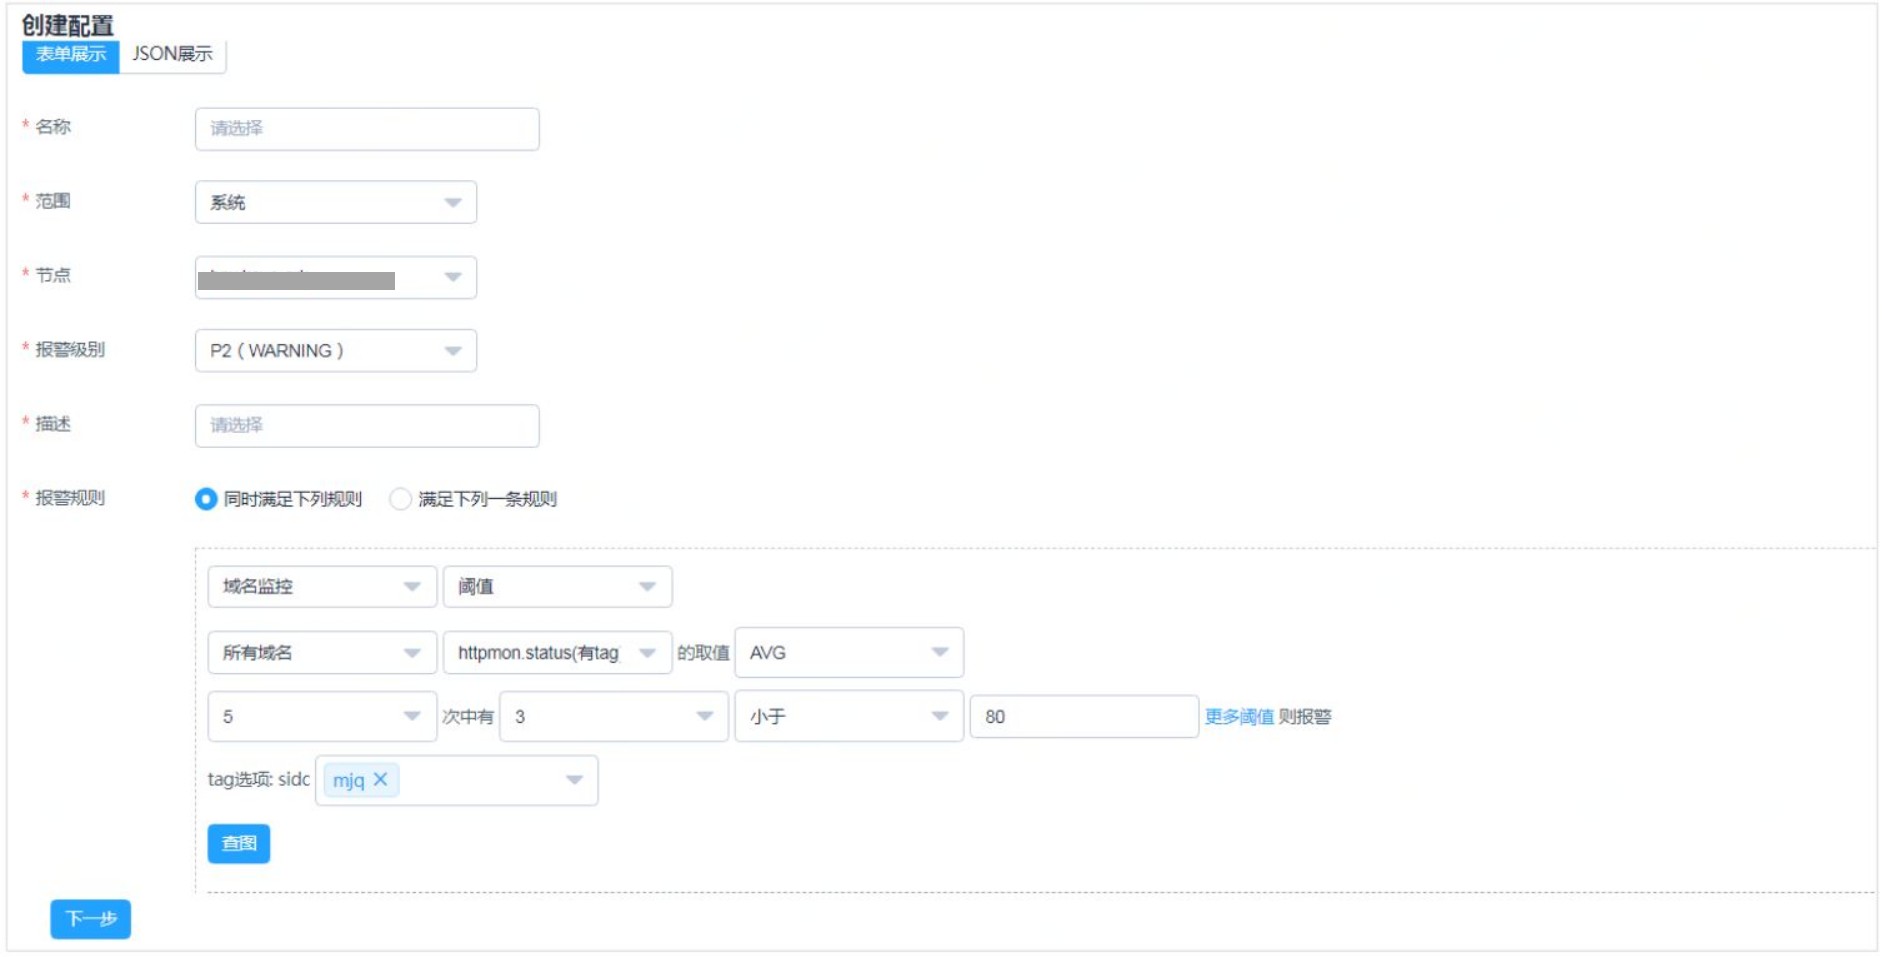 创建配置
表单展示 JSON展示
* 名称 请选择
* 范围 系统
* 节点
* 报警级别 P2 ( WARNING )
* 描述 请选择
* 报警规则 同时满足下列规则 满足下列一条规则
域名监控 阈值
所有域名 httpmon.status(有tag 的取值 AVG
5 次中有 3 小于 80 更多阈值 则报警
tag选项: sidc mjq ×
查图
下一步